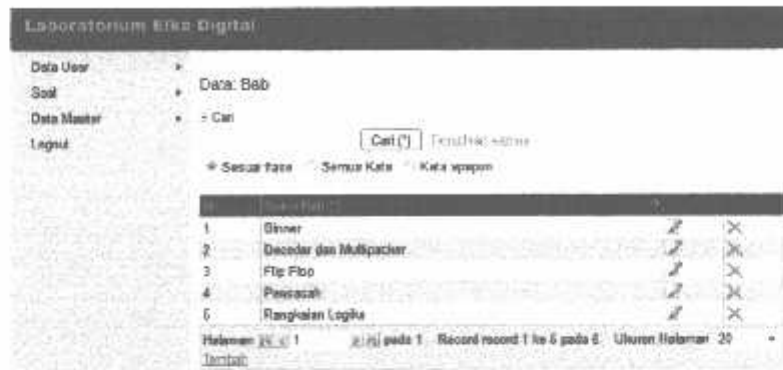 Laboratorium Elka Digital
Data User
Soal
Data Master
Logout
Data: Bab
Cari
Cari (*)
Sesuai frase Semua Kata Kata apapun
1 Binner
2 Decoder dan Multiplexer
3 Flip Flop
4 Pencacah
5 Rangkaian Logika
Halaman 1 pada 1 Record record 1 ke 5 pada 5 Ukuran Halaman 20
Tambah